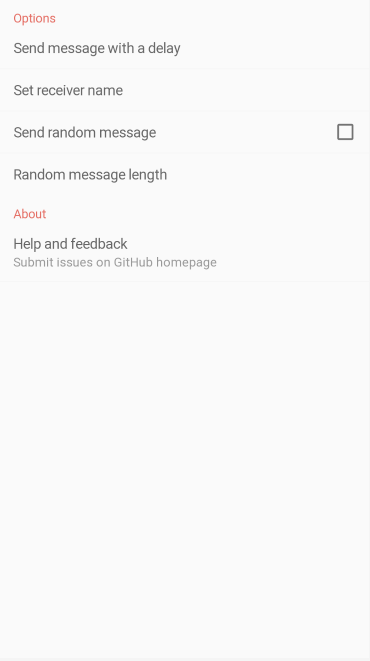 Options
Send message with a delay
Set receiver name
Send random message
Random message length
About
Help and feedback
Submit issues on GitHub homepage